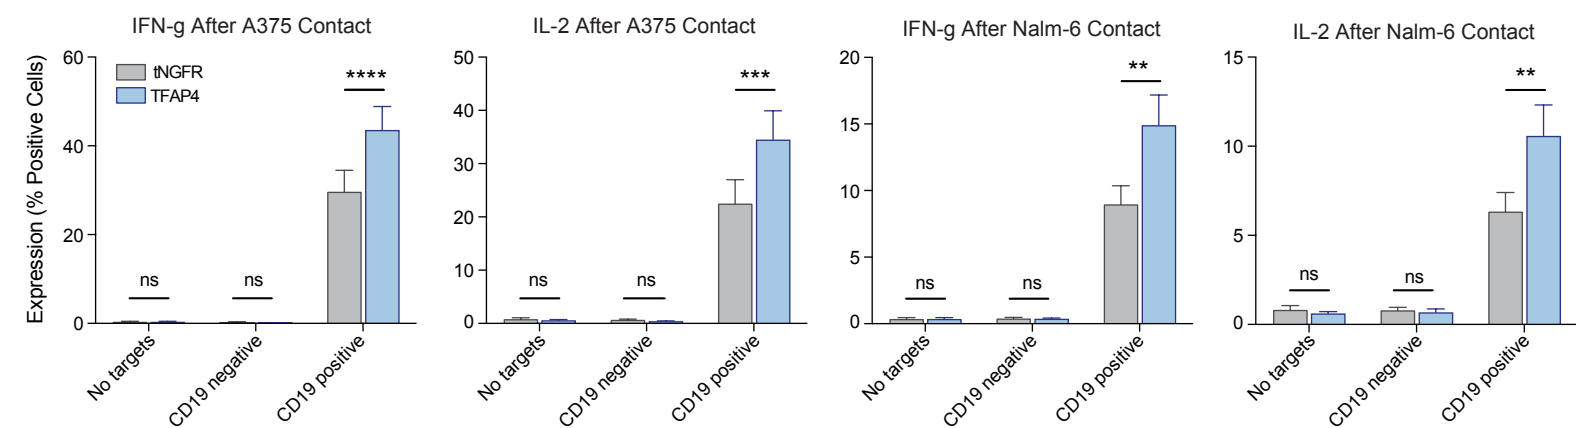 IFN-g After A375 Contact
Expression (% Positive Cells)
60
40
20
0
tNGFR
TFAP4
ns
ns
****
No targets
CD19 negative
CD19 positive
IL-2 After A375 Contact
50
40
30
20
10
0
ns
ns
***
No targets
CD19 negative
CD19 positive
IFN-g After Nalm-6 Contact
20
15
10
5
0
ns
ns
**
No targets
CD19 negative
CD19 positive
IL-2 After Nalm-6 Contact
15
10
5
0
ns
ns
**
No targets
CD19 negative
CD19 positive